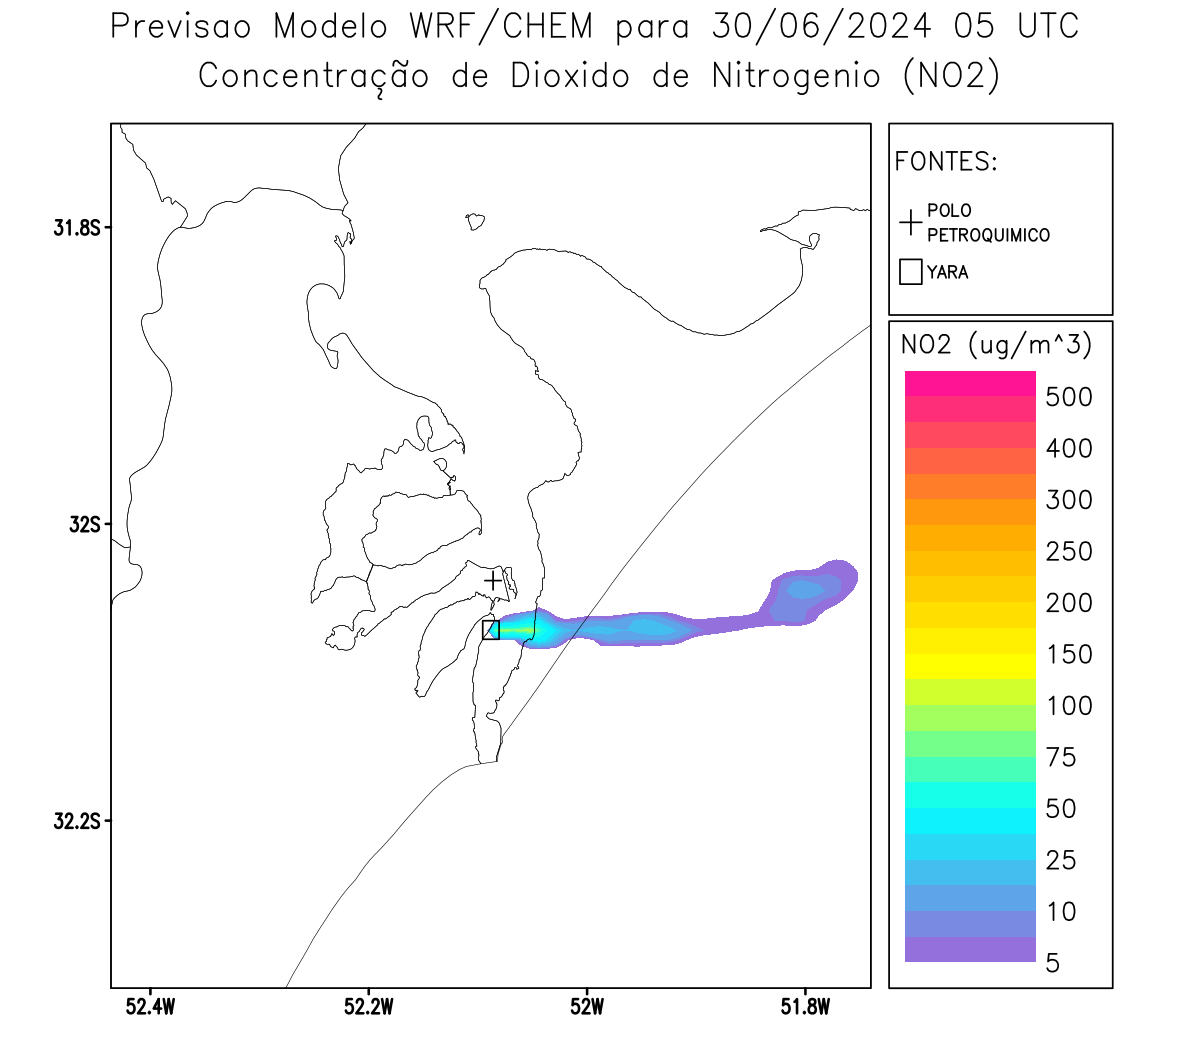 Previsao Modelo WRF/CHEM para 30/06/2024 05 UTC
Concentração de Dioxido de Nitrogenio (NO2)
FONTES:
POLO
PETROQUIMICO
YARA
31.8S
32S
32.2S
52.4W
52.2W
52W
51.8W
NO2 (ug/m^3)
500
400
300
250
200
150
100
75
50
25
10
5